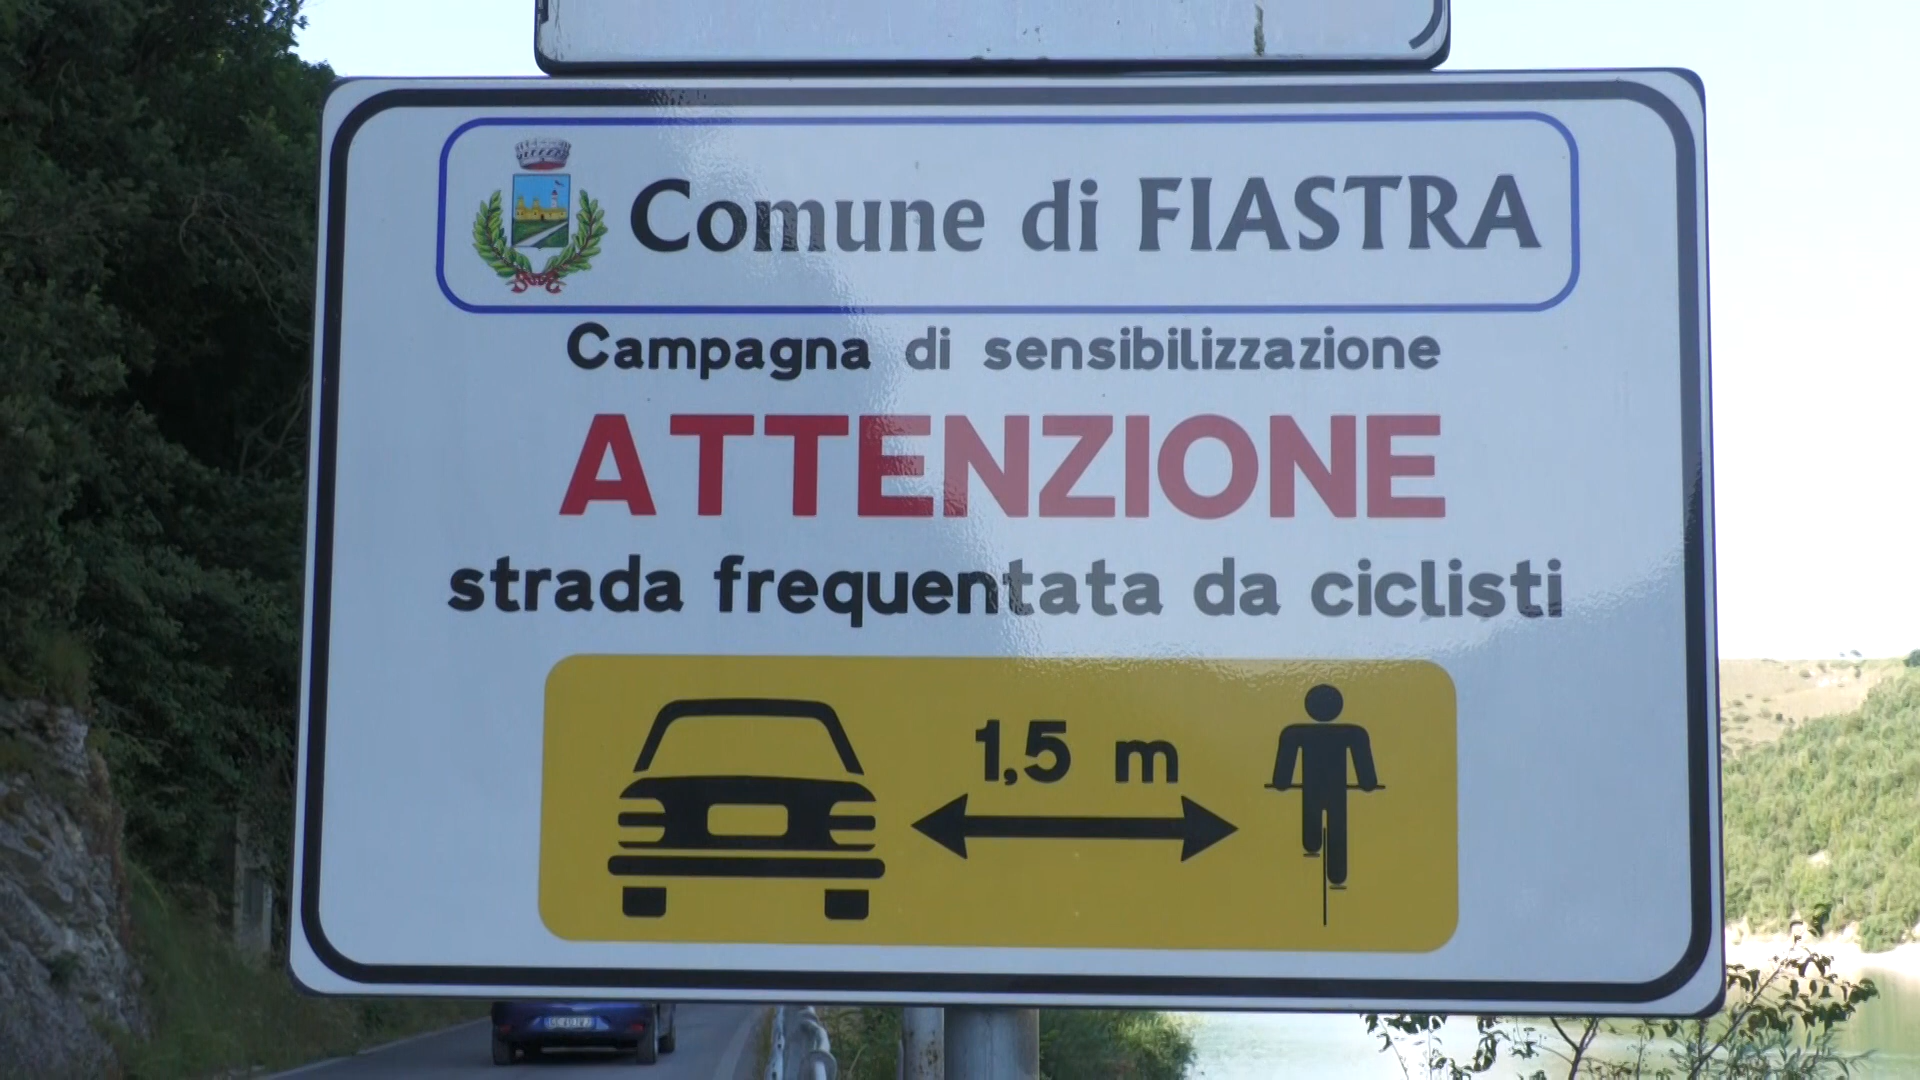 Comune di FIASTRA
Campagna di sensibilizzazione
ATTENZIONE
strada frequentata da ciclisti
1,5 m